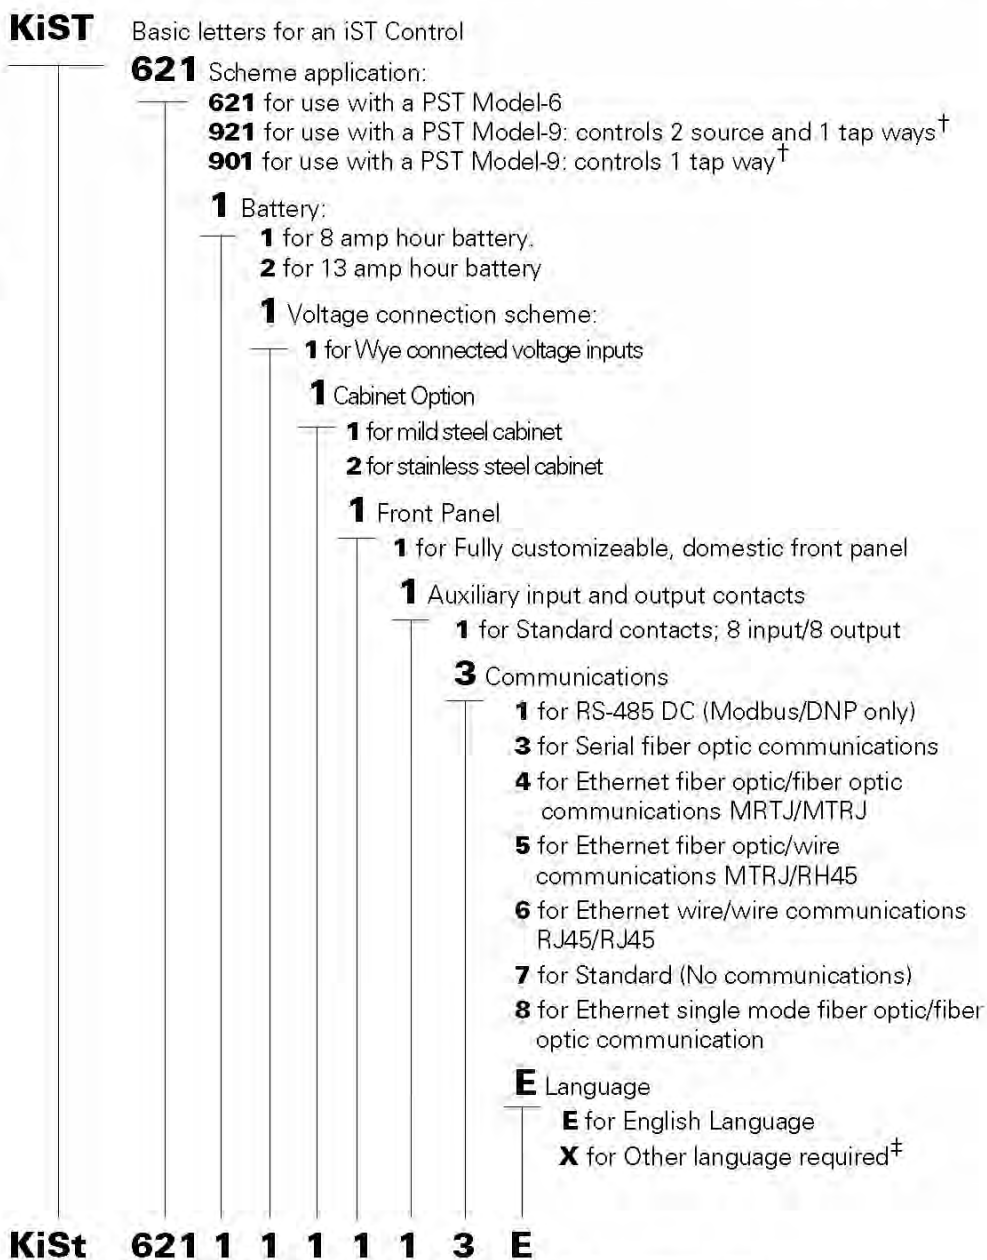 KiST Basic letters for an iST Control
621 Scheme application:
621 for use with a PST Model-6
921 for use with a PST Model-9: controls 2 source and 1 tap ways†
901 for use with a PST Model-9: controls 1 tap way†
1 Battery:
1 for 8 amp hour battery.
2 for 13 amp hour battery
1 Voltage connection scheme:
1 for Wye connected voltage inputs
1 Cabinet Option
1 for mild steel cabinet
2 for stainless steel cabinet
1 Front Panel
1 for Fully customizeable, domestic front panel
1 Auxiliary input and output contacts
1 for Standard contacts; 8 input/8 output
3 Communications
1 for RS-485 DC (Modbus/DNP only)
3 for Serial fiber optic communications
4 for Ethernet fiber optic/fiber optic
communications MRTJ/MTRJ
5 for Ethernet fiber optic/wire
communications MTRJ/RH45
6 for Ethernet wire/wire communications
RJ45/RJ45
7 for Standard (No communications)
8 for Ethernet single mode fiber optic/fiber
optic communication
E Language
E for English Language
X for Other language required‡
KiSt 621 1 1 1 1 1 3 E